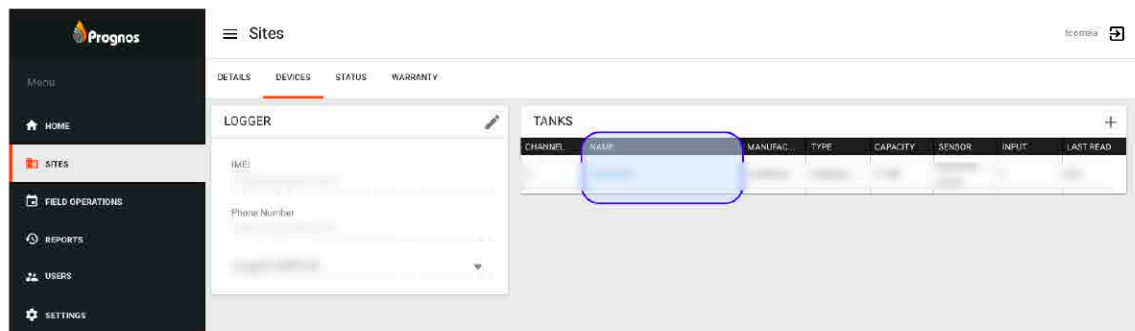 Prognos
Sites
Menu
DETAILS DEVICES STATUS WARRANTY
HOME
SITES
FIELD OPERATIONS
REPORTS
USERS
SETTINGS
LOGGER
IMEI
Phone Number
TANKS
CHANNEL NAME MANUFAC... TYPE CAPACITY SENSOR INPUT LAST READ